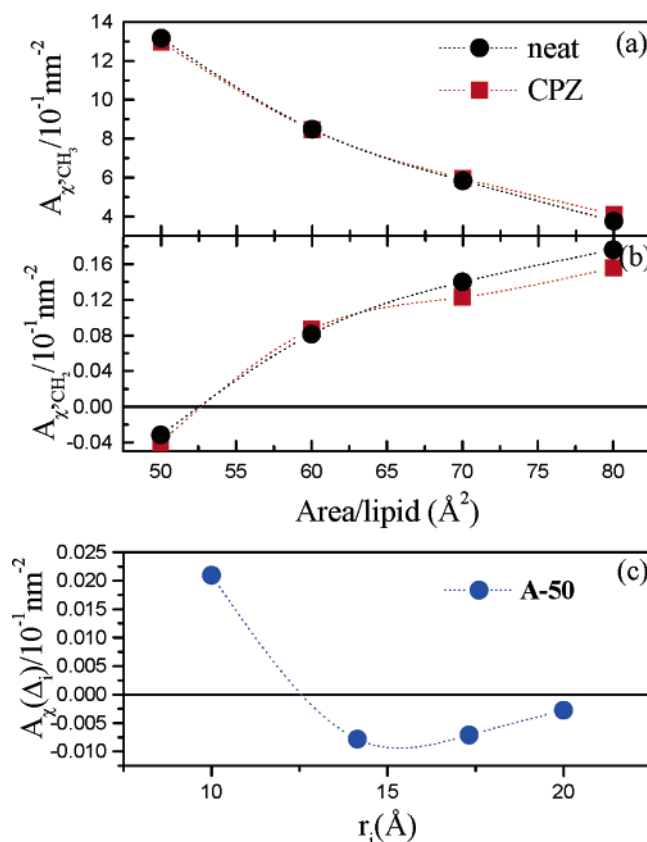 A_χ,CH₃/10⁻¹nm⁻²
14
12
10
8
6
4
neat
CPZ
(a)
A_χ,CH₂/10⁻¹nm⁻²
0.16
0.12
0.08
0.04
0.00
-0.04
(b)
50 55 60 65 70 75 80
Area/lipid (Å²)
A_χ(Δᵢ)/10⁻¹nm⁻²
0.025
0.020
0.015
0.010
0.005
0.000
-0.005
-0.010
A-50
(c)
10 15 20
rᵢ(Å)